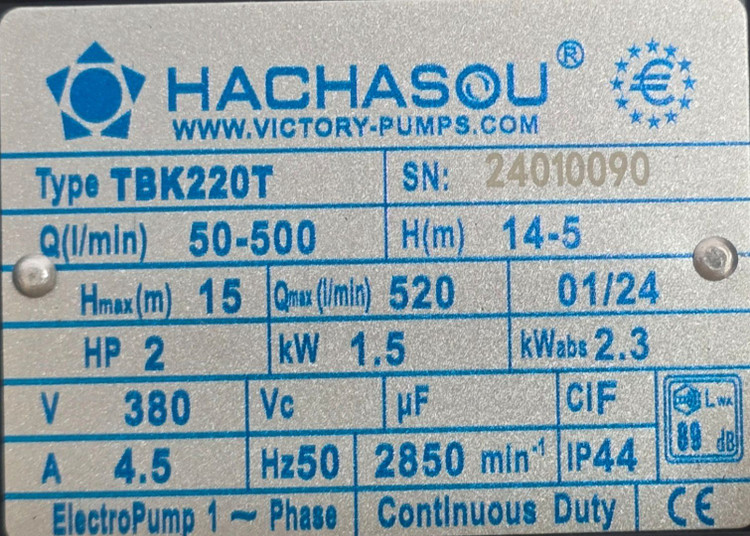 HACHASOU®
WWW.VICTORY-PUMPS.COM
Type TBK220T SN: 24010090
Q(l/min) 50-500 H(m) 14-5
Hmax(m) 15 Qmax(l/min) 520 01/24
HP 2 kW 1.5 kWabs 2.3
V 380 Vc µF ClF LWA
A 4.5 Hz50 2850 min⁻¹ IP44 89 dB
ElectroPump 1 ~ Phase Continuous Duty CE